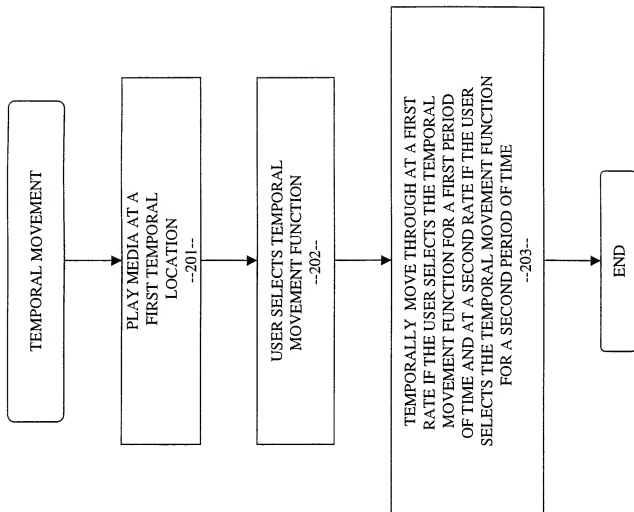 TEMPORAL MOVEMENT
PLAY MEDIA AT A
FIRST TEMPORAL
LOCATION
--201--
USER SELECTS TEMPORAL
MOVEMENT FUNCTION
--202--
TEMPORALLY MOVE THROUGH AT A FIRST
RATE IF THE USER SELECTS THE TEMPORAL
MOVEMENT FUNCTION FOR A FIRST PERIOD
OF TIME AND AT A SECOND RATE IF THE USER
SELECTS THE TEMPORAL MOVEMENT FUNCTION
FOR A SECOND PERIOD OF TIME
--203--
END